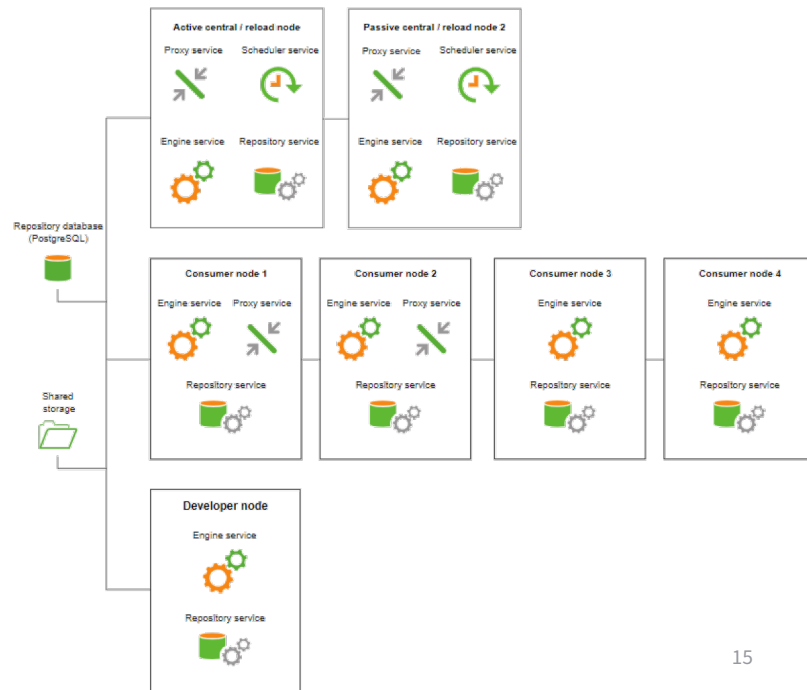 Active central / reload node
Passive central / reload node 2
Proxy service
Scheduler service
Proxy service
Scheduler service
Engine service
Repository service
Engine service
Repository service
Repository database
(PostgreSQL)
Consumer node 1
Consumer node 2
Consumer node 3
Consumer node 4
Engine service
Proxy service
Engine service
Proxy service
Engine service
Engine service
Repository service
Repository service
Repository service
Repository service
Shared
storage
Developer node
Engine service
Repository service
15